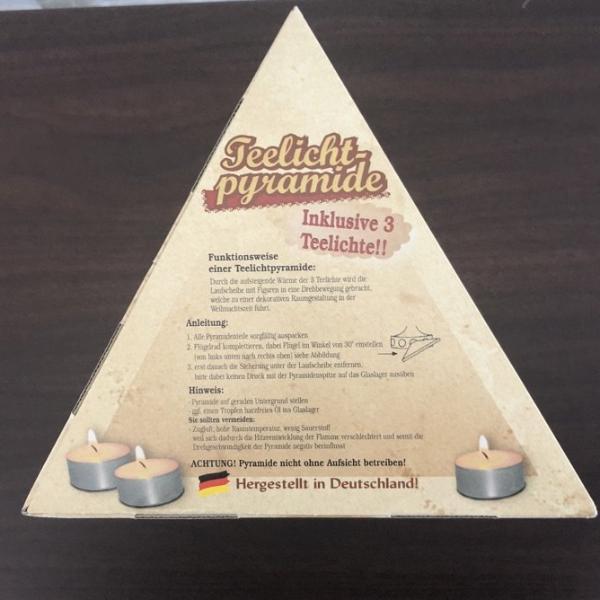 Teelicht-
pyramide
Inklusive 3
Teelichte!!
Funktionsweise
einer Teelichtpyramide:
Durch die aufsteigende Wärme der 3 Teelichte wird die
Laufscheibe mit Figuren in eine Drehbewegung gebracht,
welche zu einer dekorativen Raumgestaltung in der
Weihnachtszeit führt.
Anleitung:
1. Alle Pyramidenteile sorgfältig auspacken
2. Flügelrad komplettieren, dabei Flügel im Winkel von 30° einstellen
(von links unten nach rechts oben) siehe Abbildung
3. erst danach die Sicherung unter der Laufscheibe entfernen,
bitte dabei keinen Druck mit der Pyramidenspitze auf das Glaslager ausüben
Hinweis:
- Pyramide auf geraden Untergrund stellen
- ggf. einen Tropfen harzfreies Öl ins Glaslager
Sie sollten vermeiden:
- Zugluft, hohe Raumtemperatur, wenig Sauerstoff
weil sich dadurch die Hitzeentwicklung der Flamme verschlechtert und somit die
Drehgeschwindigkeit der Pyramide negativ beeinflusst
ACHTUNG! Pyramide nicht ohne Aufsicht betreiben!
Hergestellt in Deutschland!